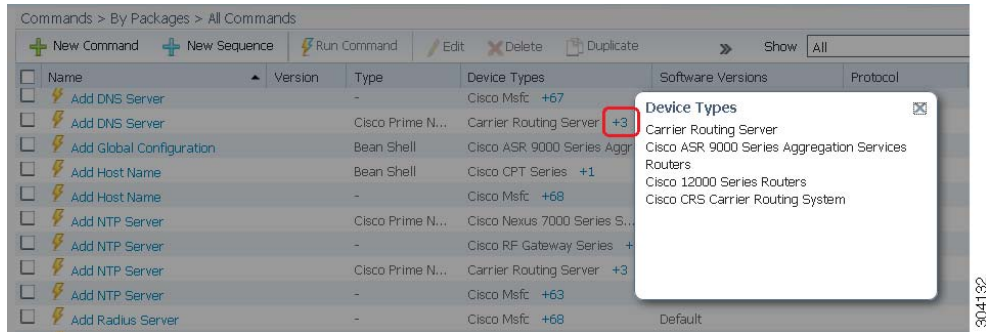 Commands > By Packages > All Commands
New Command New Sequence Run Command Edit Delete Duplicate » Show All
Name Version Type Device Types Software Versions Protocol
Add DNS Server - Cisco Msfc +67
Add DNS Server Cisco Prime N... Carrier Routing Server +3
Add Global Configuration Bean Shell Cisco ASR 9000 Series Aggr
Add Host Name Bean Shell Cisco CPT Series +1
Add Host Name - Cisco Msfc +68
Add NTP Server Cisco Prime N... Cisco Nexus 7000 Series S...
Add NTP Server - Cisco RF Gateway Series +
Add NTP Server Cisco Prime N... Carrier Routing Server +3
Add NTP Server - Cisco Msfc +63
Add Radius Server - Cisco Msfc +68 Default
Device Types
Carrier Routing Server
Cisco ASR 9000 Series Aggregation Services
Routers
Cisco 12000 Series Routers
Cisco CRS Carrier Routing System
304132